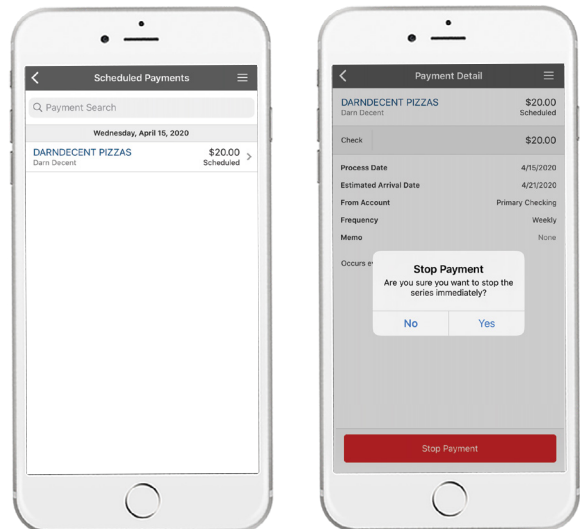 Scheduled Payments
Payment Search
Wednesday, April 15, 2020
DARNDECENT PIZZAS $20.00
Darn Decent Scheduled
Payment Detail
DARNDECENT PIZZAS $20.00
Darn Decent Scheduled
Check $20.00
Process Date 4/15/2020
Estimated Arrival Date 4/21/2020
From Account Primary Checking
Frequency Weekly
Memo None
Occurs
Stop Payment
Are you sure you want to stop the
series immediately?
No Yes
Stop Payment